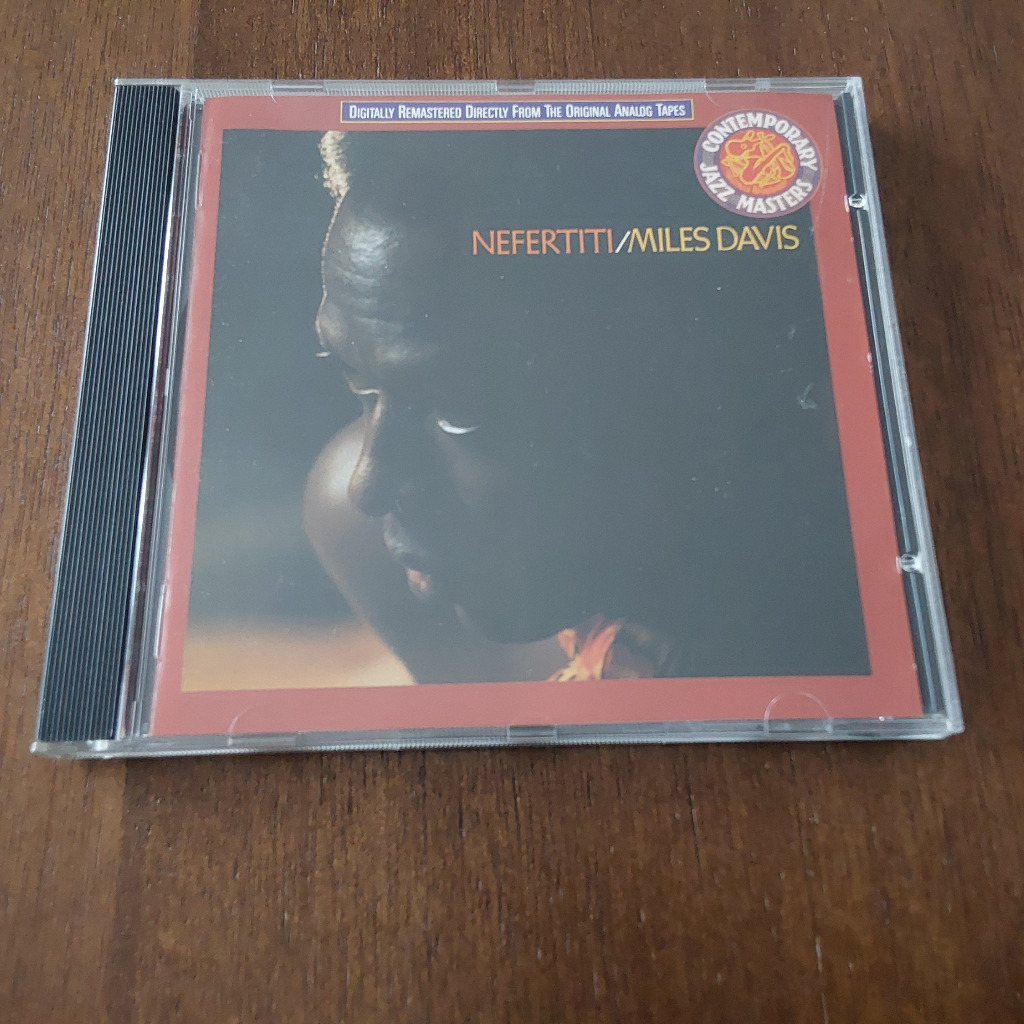 Digitally Remastered Directly From The Original Analog Tapes
CONTEMPORARY
JAZZ MASTERS
NEFERTITI/MILES DAVIS